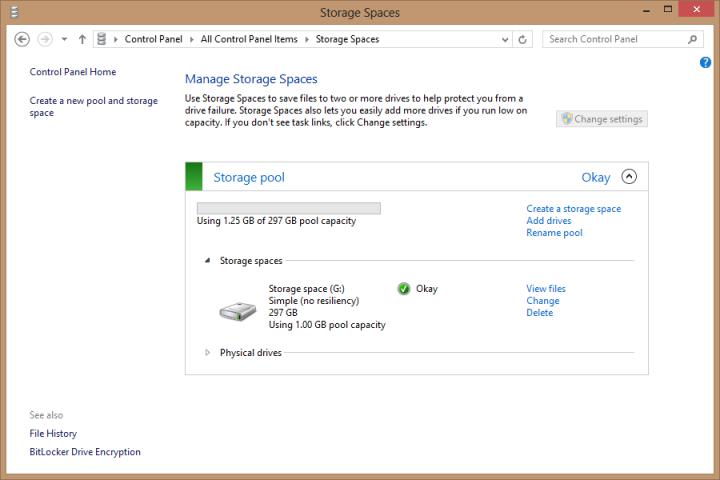 Storage Spaces
Control Panel
All Control Panel Items
Storage Spaces
Search Control Panel
Control Panel Home
Create a new pool and storage
space
Manage Storage Spaces
Use Storage Spaces to save files to two or more drives to help protect you from a
drive failure. Storage Spaces also lets you easily add more drives if you run low on
capacity. If you don't see task links, click Change settings.
Change settings
Storage pool
Okay
Using 1.25 GB of 297 GB pool capacity
Create a storage space
Add drives
Rename pool
Storage spaces
Storage space (G:)
Simple (no resiliency)
297 GB
Using 1.00 GB pool capacity
Okay
View files
Change
Delete
Physical drives
See also
File History
BitLocker Drive Encryption